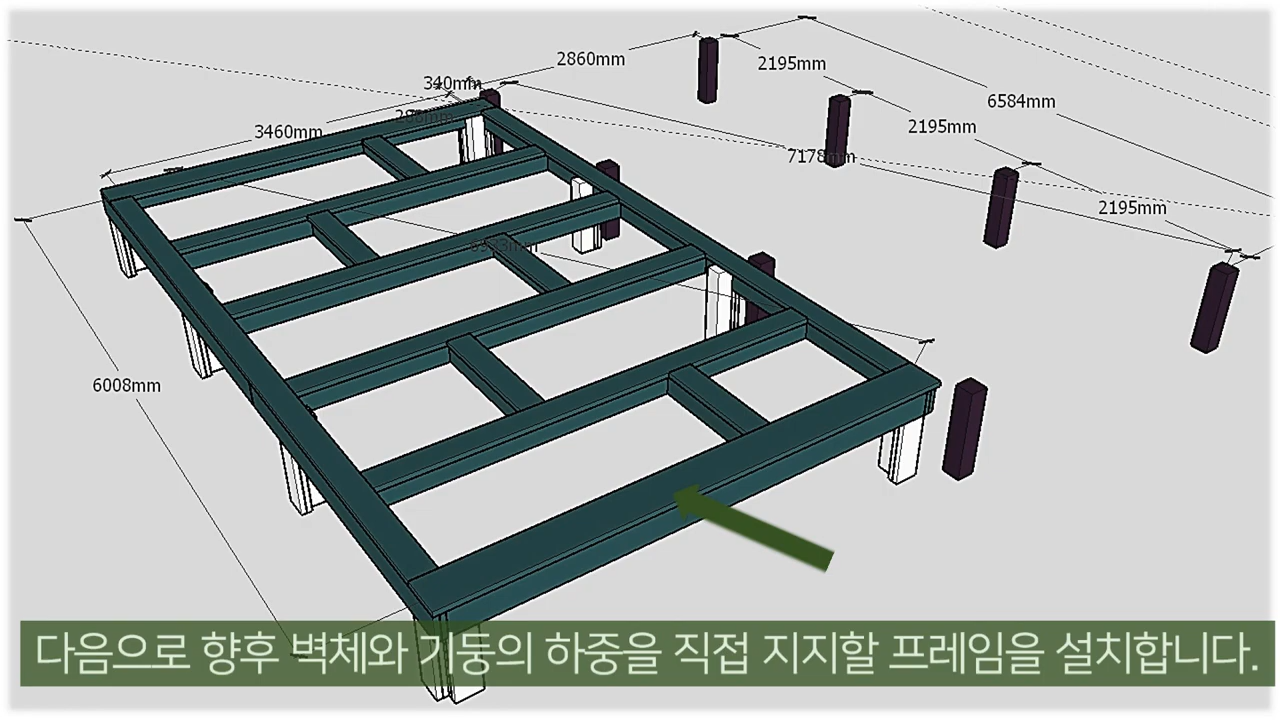 2860mm
2195mm
6584mm
340mm
3460mm
2195mm
7178mm
2195mm
6008mm
다음으로 향후 벽체와 기둥의 하중을 직접 지지할 프레임을 설치합니다.